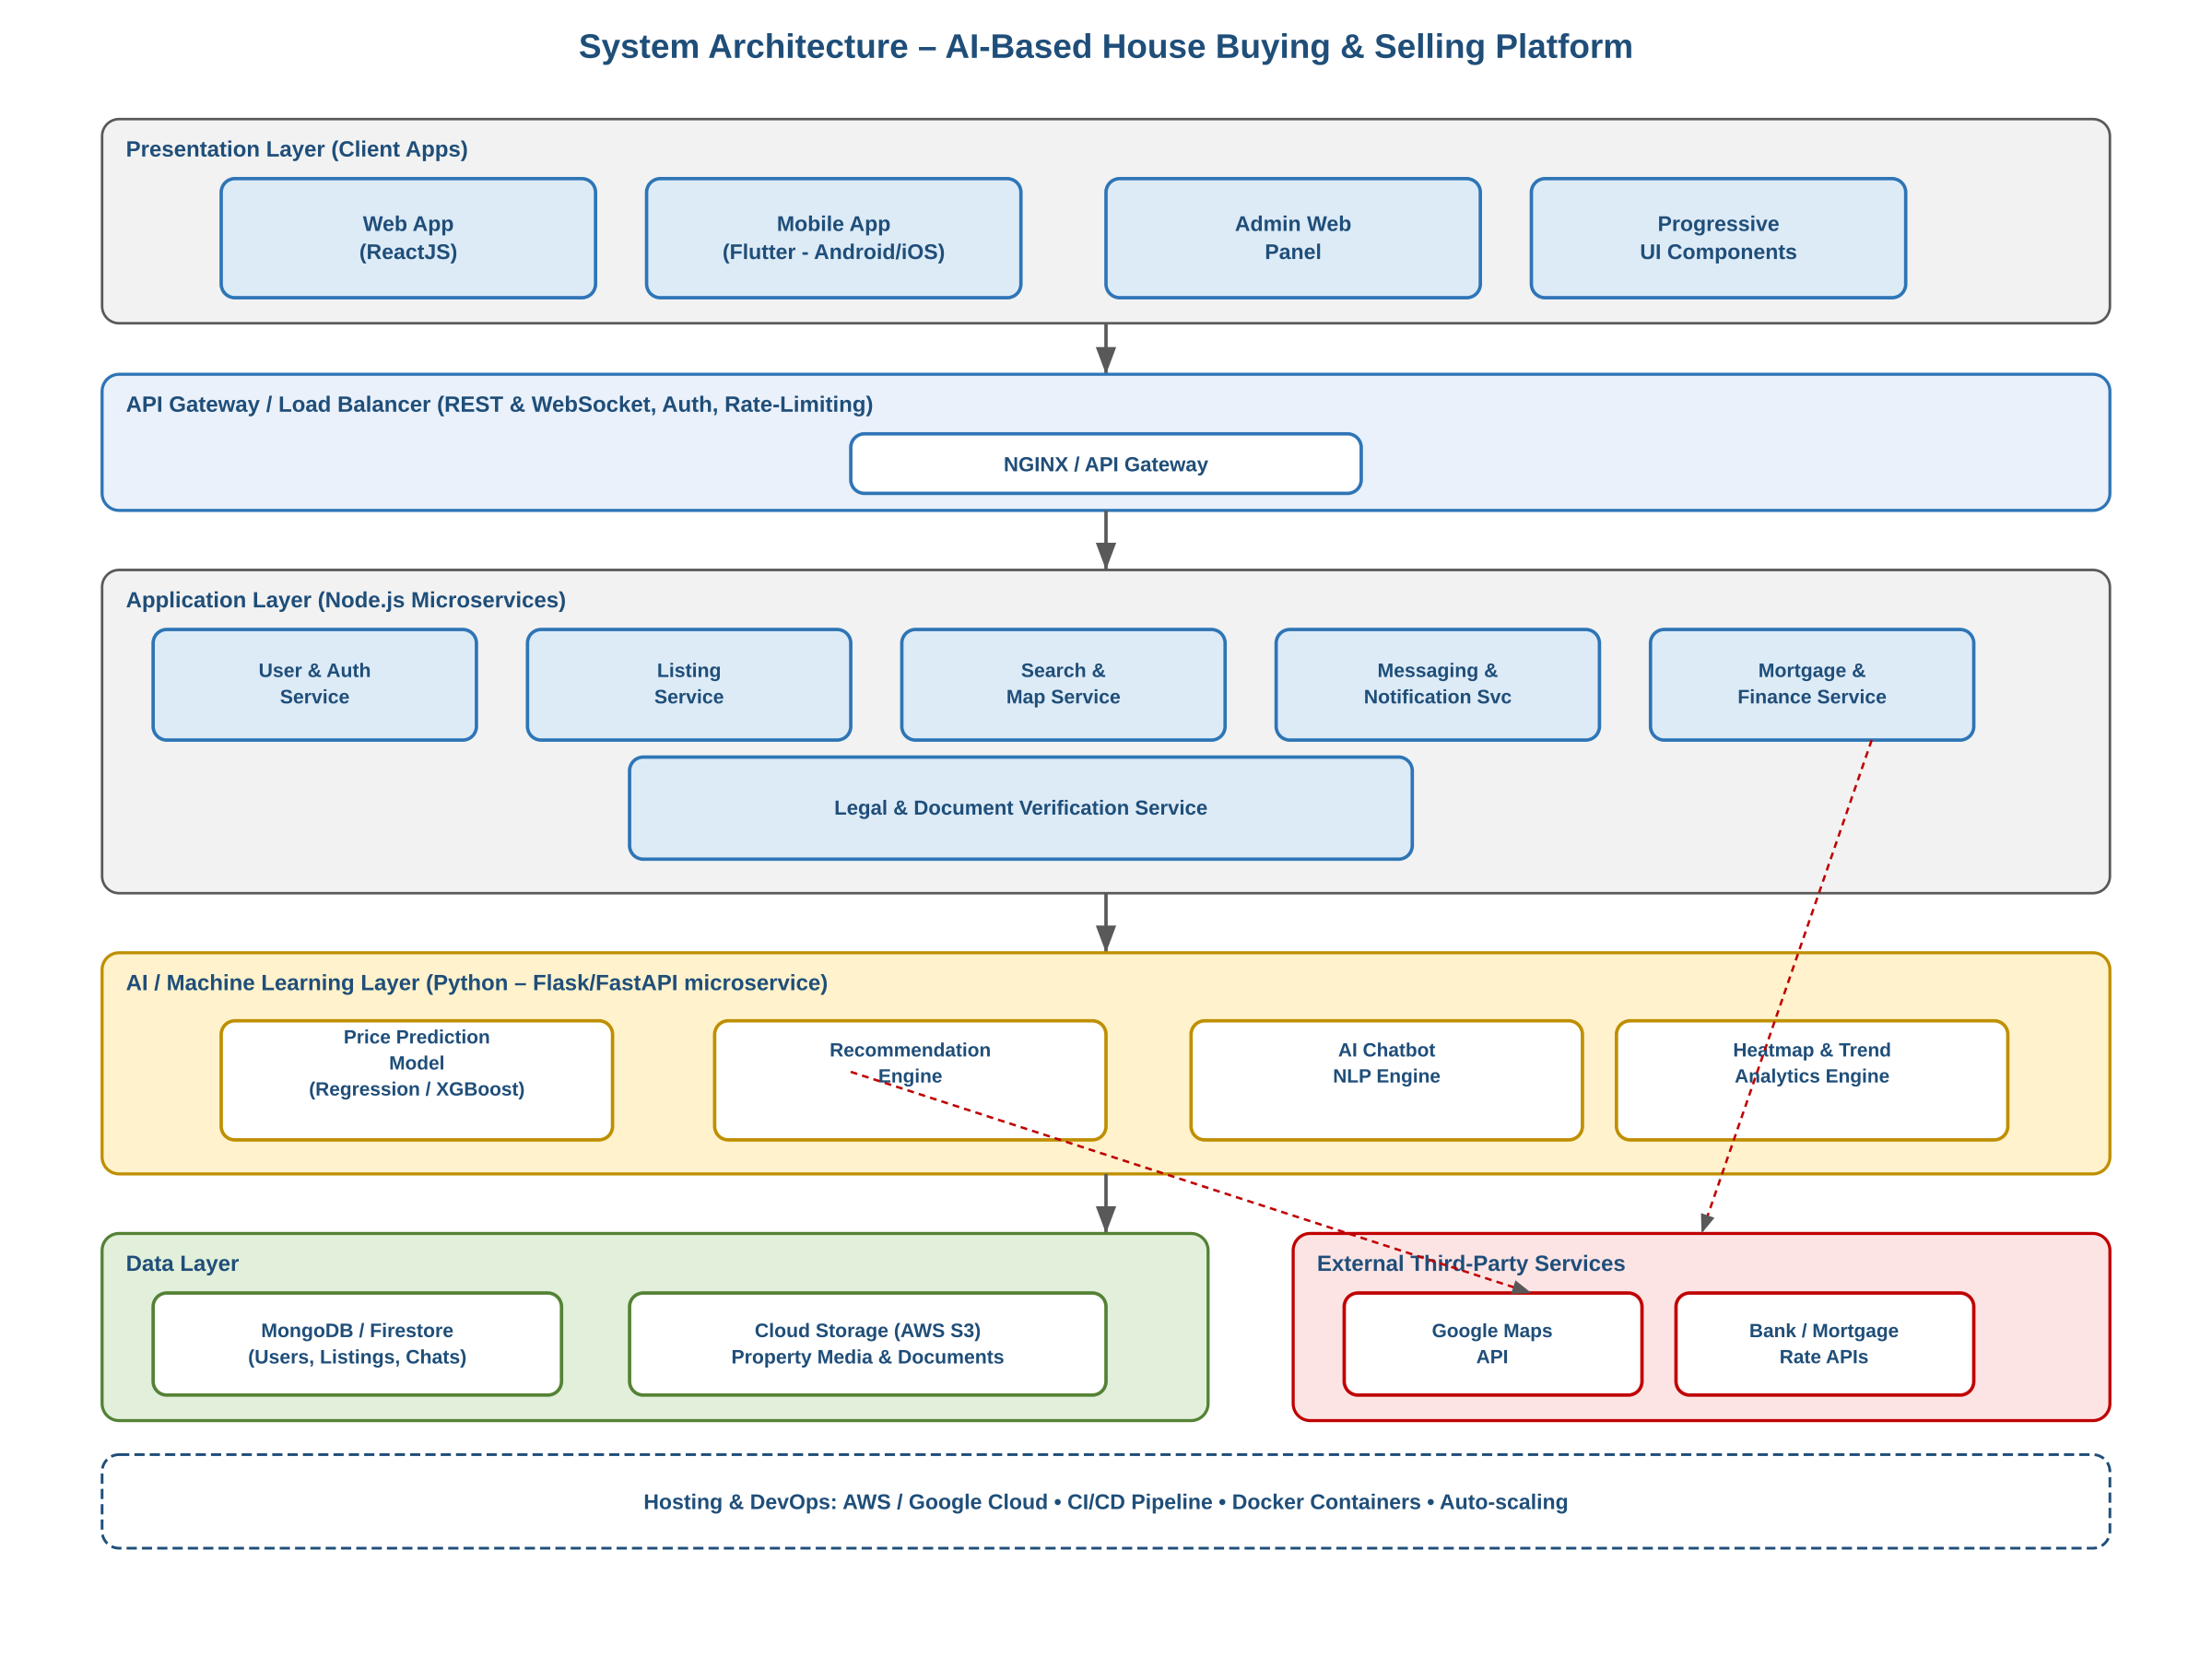 System Architecture – AI-Based House Buying & Selling Platform
Presentation Layer (Client Apps)
Web App
(ReactJS)
Mobile App
(Flutter - Android/iOS)
Admin Web
Panel
Progressive
UI Components
API Gateway / Load Balancer (REST & WebSocket, Auth, Rate-Limiting)
NGINX / API Gateway
Application Layer (Node.js Microservices)
User & Auth
Service
Listing
Service
Search &
Map Service
Messaging &
Notification Svc
Mortgage &
Finance Service
Legal & Document Verification Service
AI / Machine Learning Layer (Python – Flask/FastAPI microservice)
Price Prediction
Model
(Regression / XGBoost)
Recommendation
Engine
AI Chatbot
NLP Engine
Heatmap & Trend
Analytics Engine
Data Layer
MongoDB / Firestore
(Users, Listings, Chats)
Cloud Storage (AWS S3)
Property Media & Documents
External Third-Party Services
Google Maps
API
Bank / Mortgage
Rate APIs
Hosting & DevOps: AWS / Google Cloud • CI/CD Pipeline • Docker Containers • Auto-scaling